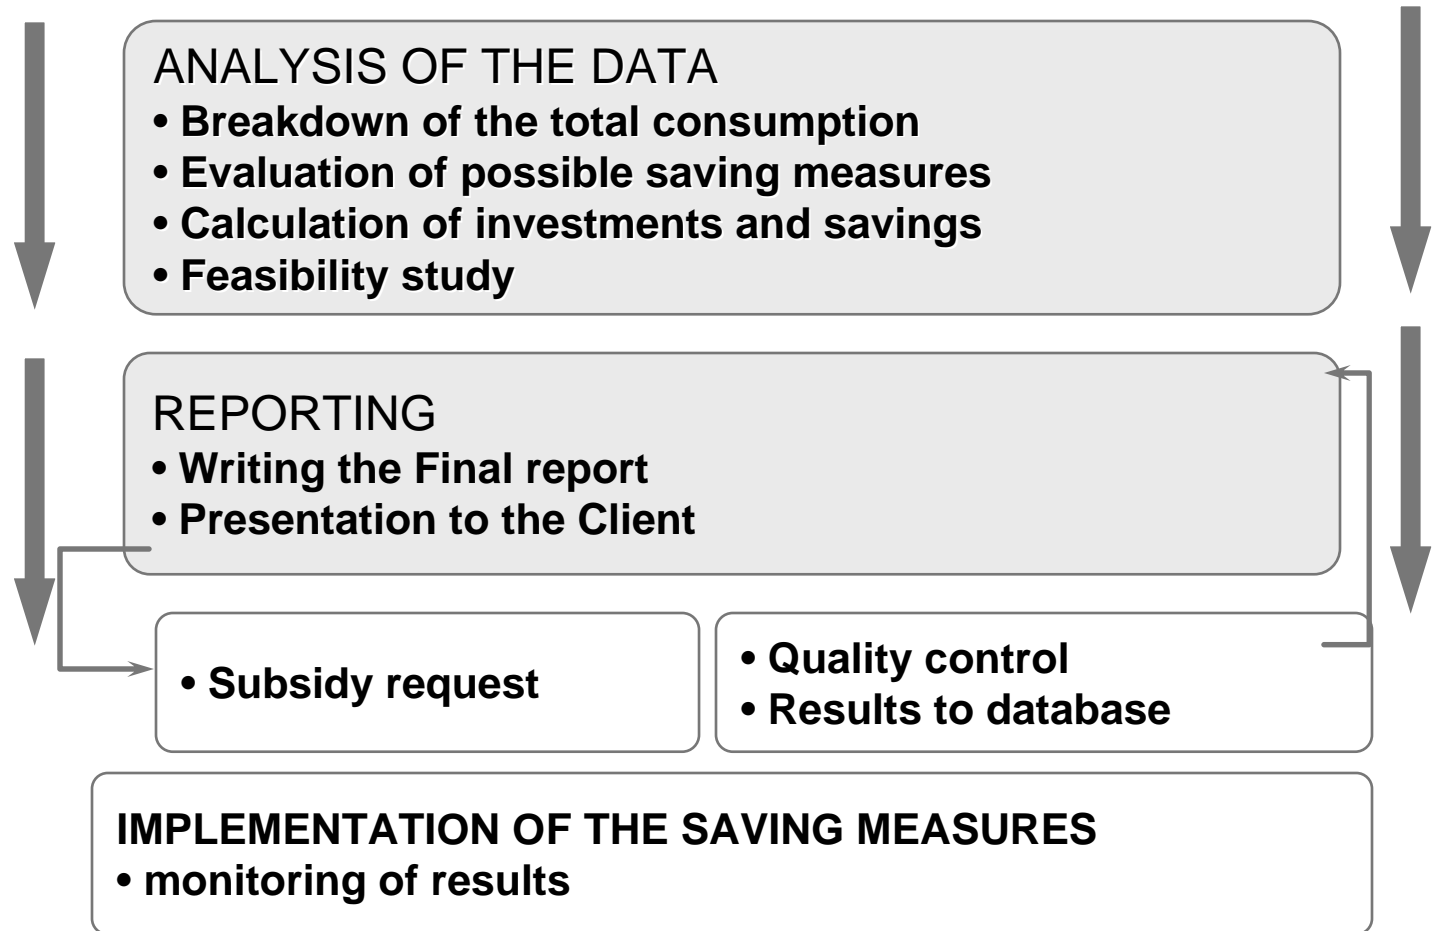 ANALYSIS OF THE DATA
• Breakdown of the total consumption
• Evaluation of possible saving measures
• Calculation of investments and savings
• Feasibility study
REPORTING
• Writing the Final report
• Presentation to the Client
• Subsidy request
• Quality control
• Results to database
IMPLEMENTATION OF THE SAVING MEASURES
• monitoring of results